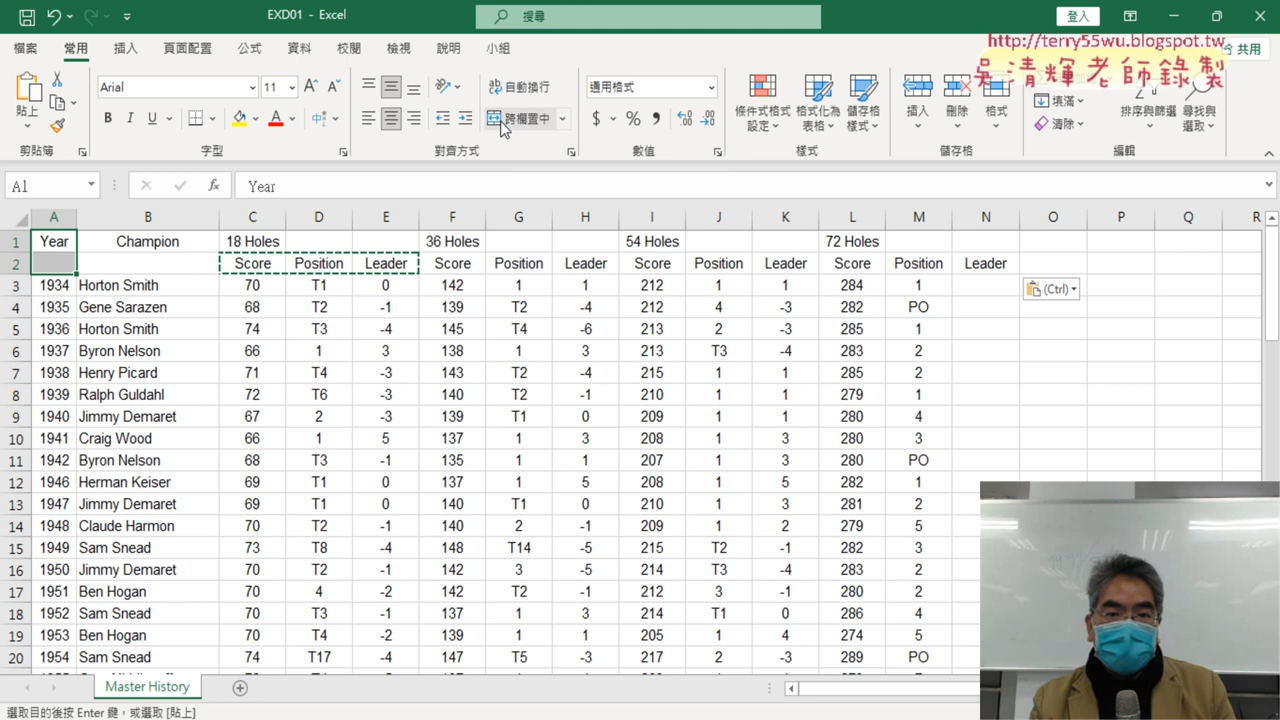 EXD01 - Excel
搜尋
登入
檔案 常用 插入 頁面配置 公式 資料 校閱 檢視 說明 小組
http://terry55wu.blogspot.tw
共用
吳清輝老師錄製
貼上
Arial 11
B I U
自動換行
跨欄置中
通用格式
$ % ,
條件式格式設定
格式化為表格
儲存格樣式
插入 刪除 格式
填滿
清除
排序與篩選 尋找與選取
剪貼簿 字型 對齊方式 數值 樣式 儲存格 編輯
A1 fx Year
A B C D E F G H I J K L M N O P Q R
1 Year Champion 18 Holes 36 Holes 54 Holes 72 Holes
2 Score Position Leader Score Position Leader Score Position Leader Score Position Leader
3 1934 Horton Smith 70 T1 0 142 1 1 212 1 1 284 1
(Ctrl)
4 1935 Gene Sarazen 68 T2 -1 139 T2 -4 212 4 -3 282 PO
5 1936 Horton Smith 74 T3 -4 145 T4 -6 213 2 -3 285 1
6 1937 Byron Nelson 66 1 3 138 1 3 213 T3 -4 283 2
7 1938 Henry Picard 71 T4 -3 143 T2 -4 215 1 1 285 2
8 1939 Ralph Guldahl 72 T6 -3 140 T2 -1 210 1 1 279 1
9 1940 Jimmy Demaret 67 2 -3 139 T1 0 209 1 1 280 4
10 1941 Craig Wood 66 1 5 137 1 3 208 1 3 280 3
11 1942 Byron Nelson 68 T3 -1 135 1 1 207 1 3 280 PO
12 1946 Herman Keiser 69 T1 0 137 1 5 208 1 5 282 1
13 1947 Jimmy Demaret 69 T1 0 140 T1 0 210 1 3 281 2
14 1948 Claude Harmon 70 T2 -1 140 2 -1 209 1 2 279 5
15 1949 Sam Snead 73 T8 -4 148 T14 -5 215 T2 -1 282 3
16 1950 Jimmy Demaret 70 T2 -1 142 3 -5 214 T3 -4 283 2
17 1951 Ben Hogan 70 4 -2 142 T2 -1 212 3 -1 280 2
18 1952 Sam Snead 70 T3 -1 137 1 3 214 T1 0 286 4
19 1953 Ben Hogan 70 T4 -2 139 1 1 205 1 4 274 5
20 1954 Sam Snead 74 T17 -4 147 T5 -3 217 2 -3 289 PO
Master History
選取目的後按 Enter 鍵，或選取 [貼上]